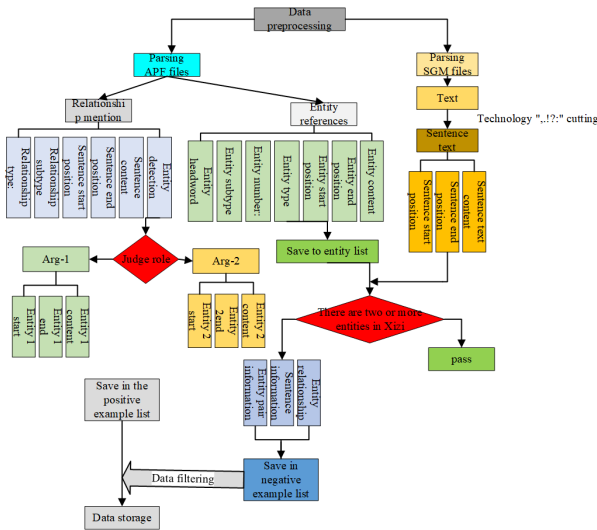 Data
preprocessing
Parsing
APF files
Parsing
SGM files
Relationshi
p mention
Entity
references
Text
Technology ",.!?:" cutting
Sentence
text
Relationship
type:
Relationship
subtype
Sentence start
position
Sentence end
position
Sentence
content
Entity
detection
Entity
headword
Entity subtype
Entity number:
Entity type
Entity start
position
Entity end
position
Entity content
Sentence start
position
Sentence end
position
Sentence text
content
Save to entity list
Arg-1
Judge role
Arg-2
Entity 1
start
Entity 1
end
Entity 1
content
Entity 2
start
Entity
2end
Entity 2
content
There are two or more
entities in Xizi
pass
Entity pair
information
Sentence
information
Entity
relationship
Save in the
positive
example list
Save in
negative
example list
Data filtering
Data storage